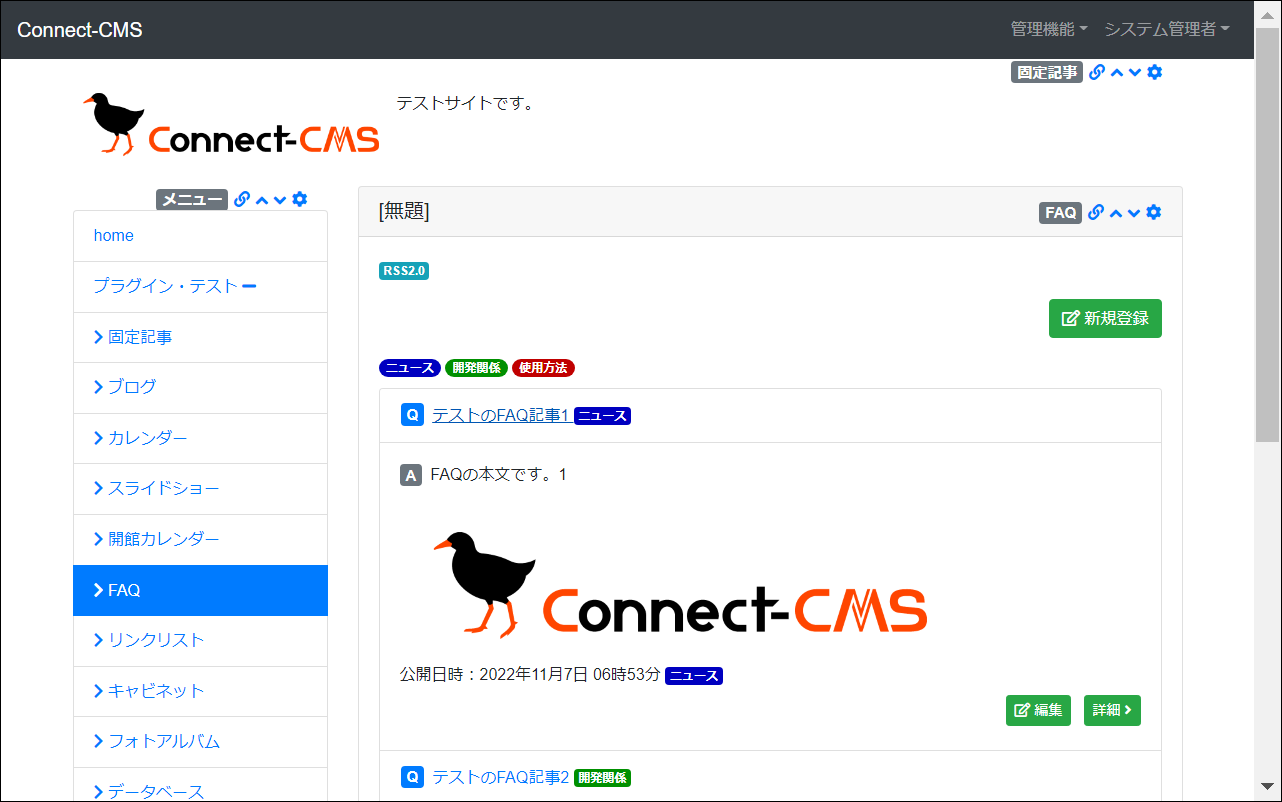 Connect-CMS
管理機能 システム管理者
固定記事
Connect-CMS
テストサイトです。
メニュー
home
プラグイン・テスト
固定記事
ブログ
カレンダー
スライドショー
開館カレンダー
FAQ
リンクリスト
キャビネット
フォトアルバム
データベース
[無題]
FAQ
RSS2.0
新規登録
ニュース 開発関係 使用方法
Q テストのFAQ記事1 ニュース
A FAQの本文です。1
Connect-CMS
公開日時：2022年11月7日 06時53分 ニュース
編集 詳細
Q テストのFAQ記事2 開発関係